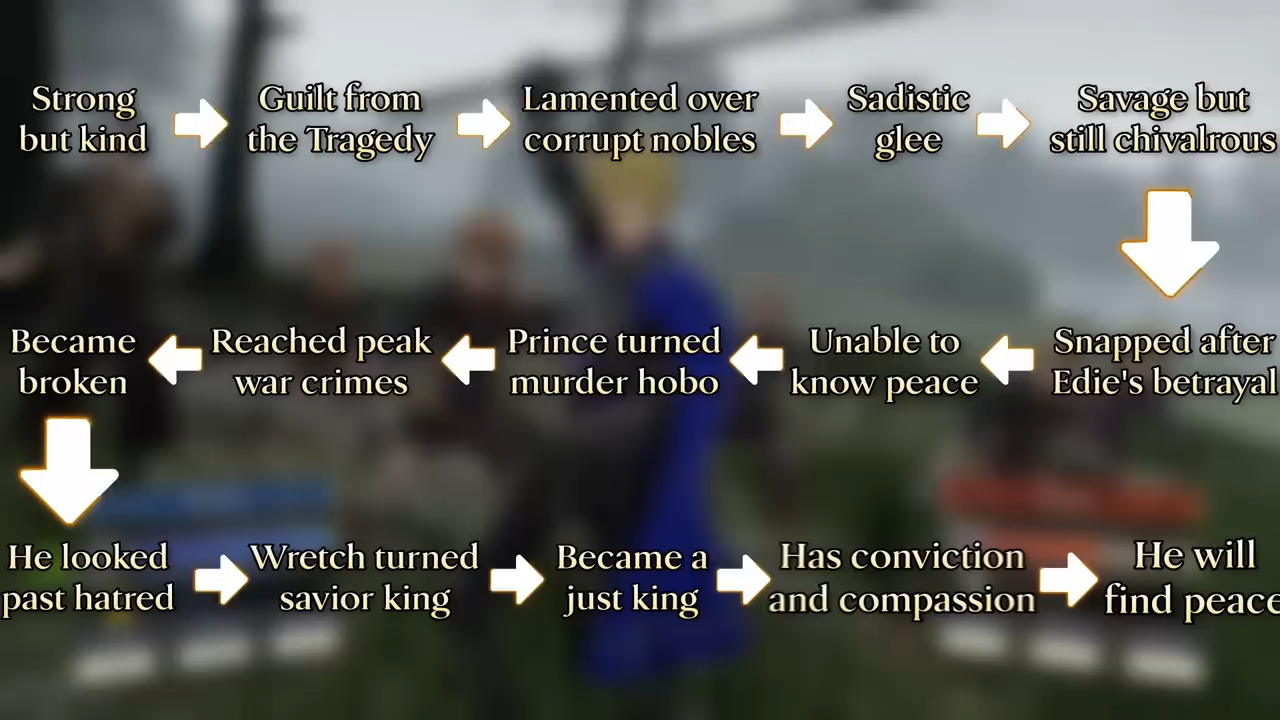 Strong
but kind
Guilt from
the Tragedy
Lamented over
corrupt nobles
Sadistic
glee
Savage but
still chivalrous
Snapped after
Edie's betrayal
Unable to
know peace
Prince turned
murder hobo
Reached peak
war crimes
Became
broken
He looked
past hatred
Wretch turned
savior king
Became a
just king
Has conviction
and compassion
He will
find peace